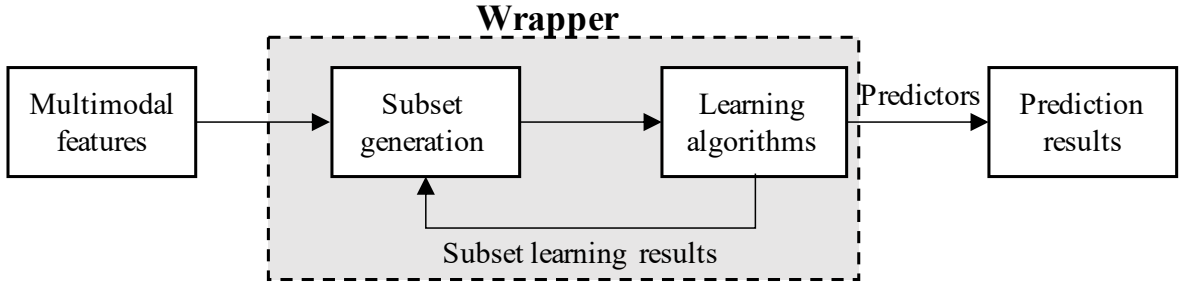 Wrapper
Multimodal
features
Subset
generation
Learning
algorithms
Predictors
Prediction
results
Subset learning results